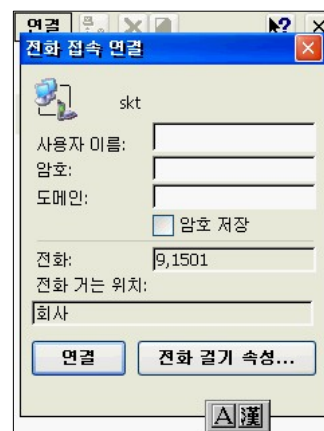 연결
전화 접속 연결
skt
사용자 이름:
암호:
도메인:
암호 저장
전화:
9,1501
전화 거는 위치:
회사
연결
전화 걸기 속성...
A 漢